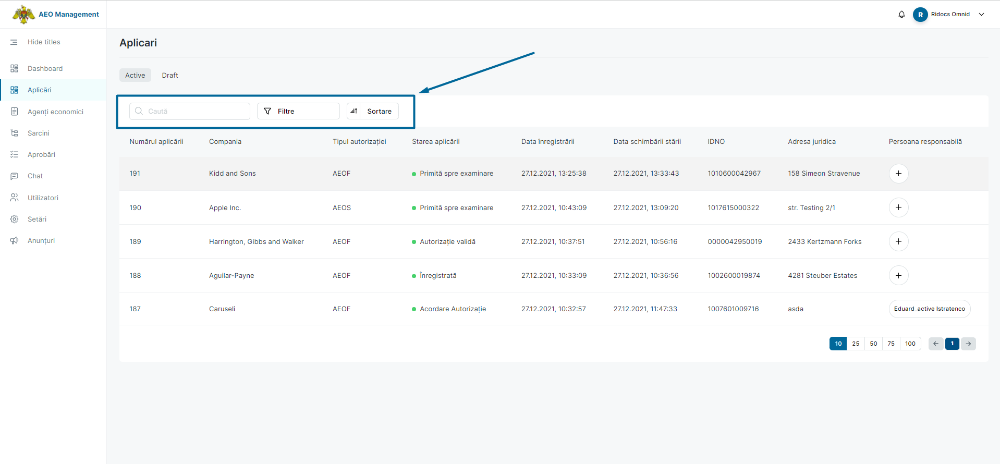 AEO Management
R
Ridocs Omnid
Hide titles
Dashboard
Aplicări
Agenți economici
Sarcini
Aprobări
Chat
Utilizatori
Setări
Anunțuri
Aplicari
Active Draft
Caută Filtre Sortare
Numărul aplicării Compania Tipul autorizației Starea aplicării Data înregistrării Data schimbării stării IDNO Adresa juridica Persoana responsabilă
191 Kidd and Sons AEOF Primită spre examinare 27.12.2021, 13:25:38 27.12.2021, 13:33:43 1010600042967 158 Simeon Stravenue +
190 Apple Inc. AEOS Primită spre examinare 27.12.2021, 10:43:09 27.12.2021, 13:09:20 1017615000322 str. Testing 2/1 +
189 Harrington, Gibbs and Walker AEOF Autorizație validă 27.12.2021, 10:37:51 27.12.2021, 10:56:16 0000042950019 2433 Kertzmann Forks +
188 Aguilar-Payne AEOF Înregistrată 27.12.2021, 10:33:09 27.12.2021, 10:36:56 1002600019874 4281 Steuber Estates +
187 Caruseli AEOF Acordare Autorizație 27.12.2021, 10:32:57 27.12.2021, 11:47:33 1007601009716 asda Eduard_active Istratenco
10 25 50 75 100 ← 1 →